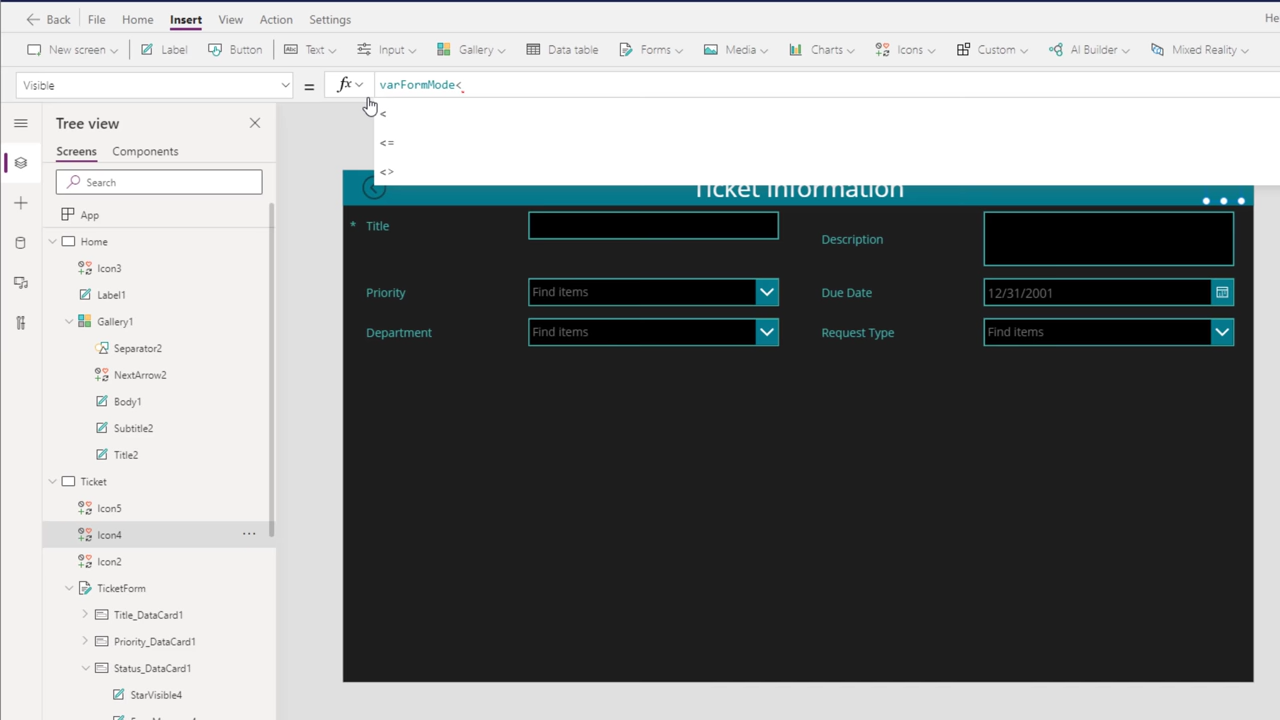 Back File Home Insert View Action Settings He
New screen Label Button Text Input Gallery Data table Forms Media Charts Icons Custom AI Builder Mixed Reality
Visible = fx varFormMode<
<
<=
<>
Tree view
Screens Components
Search
App
Home
Icon3
Label1
Gallery1
Separator2
NextArrow2
Body1
Subtitle2
Title2
Ticket
Icon5
Icon4 ...
Icon2
TicketForm
Title_DataCard1
Priority_DataCard1
Status_DataCard1
StarVisible4
Ticket Information
* Title Description
Priority Find items Due Date 12/31/2001
Department Find items Request Type Find items